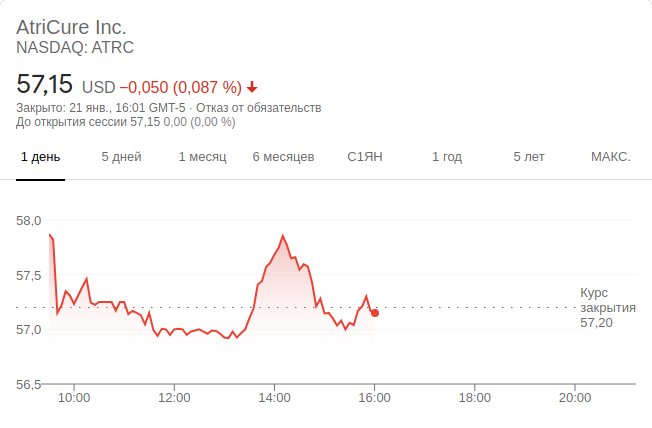 AtriCure Inc.
NASDAQ: ATRC
57,15 USD −0,050 (0,087 %)
Закрыто: 21 янв., 16:01 GMT-5 · Отказ от обязательств
До открытия сессии 57,15 0,00 (0,00 %)
1 день 5 дней 1 месяц 6 месяцев С1ЯН 1 год 5 лет МАКС.
58,0
57,5
Курс
закрытия
57,20
57,0
56,5
10:00 12:00 14:00 16:00 18:00 20:00